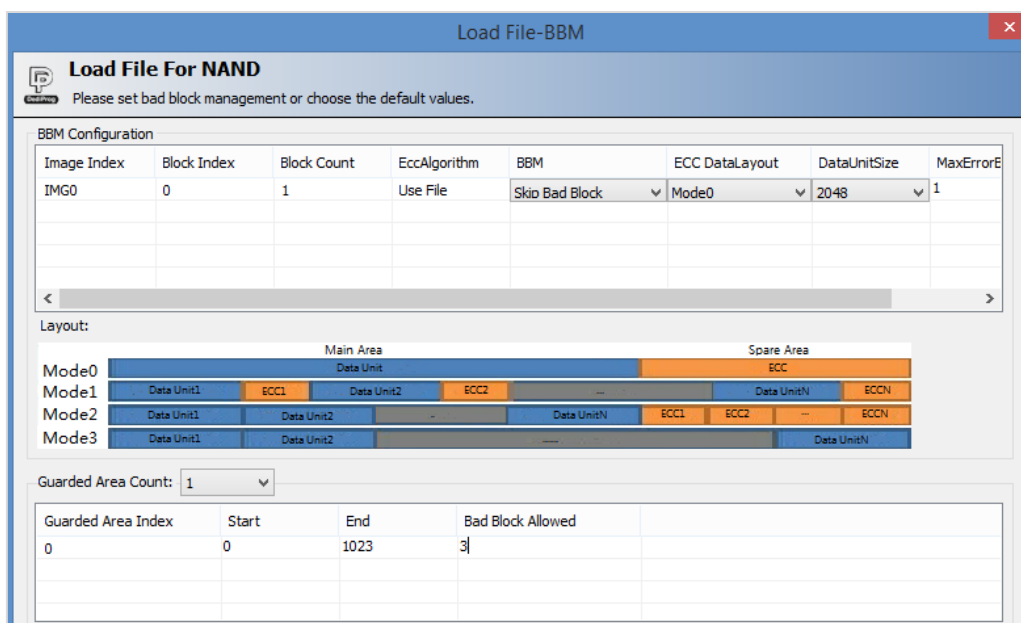 Load File-BBM
Load File For NAND
DediProg
Please set bad block management or choose the default values.
BBM Configuration
Image Index Block Index Block Count EccAlgorithm BBM ECC DataLayout DataUnitSize MaxErrorB
IMG0 0 1 Use File Skip Bad Block Mode0 2048 1
Layout:
Main Area Spare Area
Mode0 Data Unit ECC
Mode1 Data Unit1 ECC1 Data Unit2 ECC2 ... Data UnitN ECCN
Mode2 Data Unit1 Data Unit2 - Data UnitN ECC1 ECC2 ... ECCN
Mode3 Data Unit1 Data Unit2 ...... Data UnitN
Guarded Area Count: 1
Guarded Area Index Start End Bad Block Allowed
0 0 1023 3